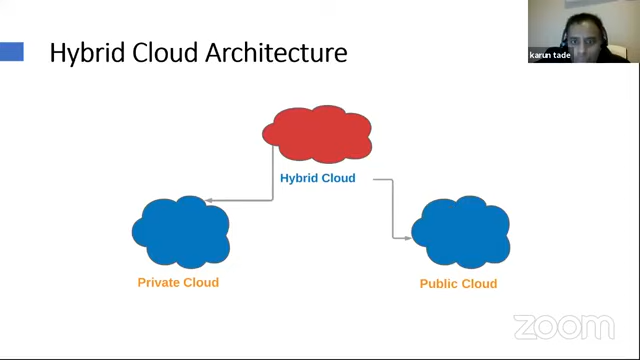 Hybrid Cloud Architecture
karun tade
Hybrid Cloud
Private Cloud
Public Cloud
zoom